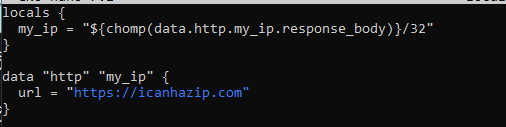 locals {
  my_ip = "${chomp(data.http.my_ip.response_body)}/32"
}
data "http" "my_ip" {
  url = "https://icanhazip.com"
}